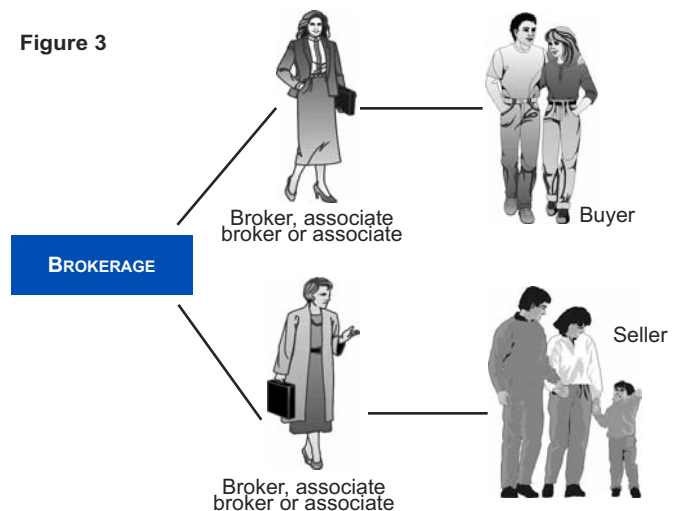 Figure 3
Broker, associate
broker or associate
Buyer
BROKERAGE
Seller
Broker, associate
broker or associate